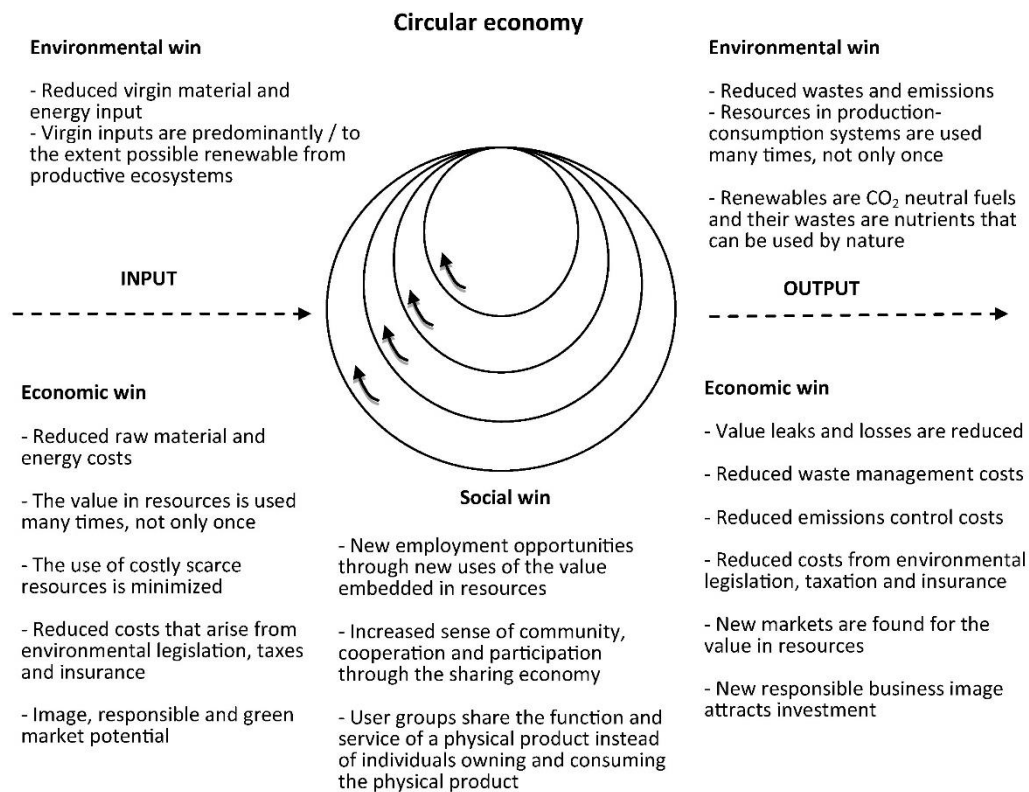 Circular economy
Environmental win
- Reduced virgin material and
energy input
- Virgin inputs are predominantly / to
the extent possible renewable from
productive ecosystems
INPUT
Economic win
- Reduced raw material and
energy costs
- The value in resources is used
many times, not only once
- The use of costly scarce
resources is minimized
- Reduced costs that arise from
environmental legislation, taxes
and insurance
- Image, responsible and green
market potential
Social win
- New employment opportunities
through new uses of the value
embedded in resources
- Increased sense of community,
cooperation and participation
through the sharing economy
- User groups share the function and
service of a physical product instead
of individuals owning and consuming
the physical product
Environmental win
- Reduced wastes and emissions
- Resources in production-
consumption systems are used
many times, not only once
- Renewables are CO₂ neutral fuels
and their wastes are nutrients that
can be used by nature
OUTPUT
Economic win
- Value leaks and losses are reduced
- Reduced waste management costs
- Reduced emissions control costs
- Reduced costs from environmental
legislation, taxation and insurance
- New markets are found for the
value in resources
- New responsible business image
attracts investment